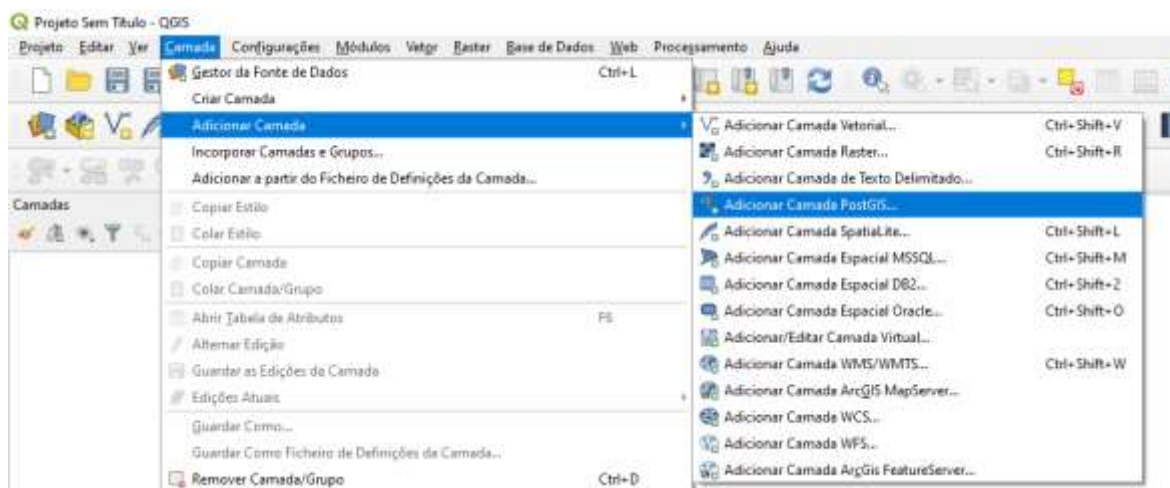 Projeto Sem Título - QGIS
Projeto Editar Ver Camada Configurações Módulos Vetor Raster Base de Dados Web Processamento Ajuda
Gestor da Fonte de Dados Ctrl+L
Criar Camada
Adicionar Camada
Incorporar Camadas e Grupos...
Adicionar a partir do Ficheiro de Definições da Camada...
Copiar Estilo
Colar Estilo
Copiar Camada
Colar Camada/Grupo
Abrir Tabela de Atributos F6
Alternar Edição
Guardar as Edições da Camada
Edições Atuais
Guardar Como...
Guardar Como Ficheiro de Definições da Camada...
Remover Camada/Grupo Ctrl+D
Camadas
Adicionar Camada Vetorial... Ctrl+Shift+V
Adicionar Camada Raster... Ctrl+Shift+R
Adicionar Camada de Texto Delimitado...
Adicionar Camada PostGIS...
Adicionar Camada SpatiaLite... Ctrl+Shift+L
Adicionar Camada Espacial MSSQL... Ctrl+Shift+M
Adicionar Camada Espacial DB2... Ctrl+Shift+2
Adicionar Camada Espacial Oracle... Ctrl+Shift+O
Adicionar/Editar Camada Virtual...
Adicionar Camada WMS/WMTS... Ctrl+Shift+W
Adicionar Camada ArcGIS MapServer...
Adicionar Camada WCS...
Adicionar Camada WFS...
Adicionar Camada ArcGis FeatureServer...